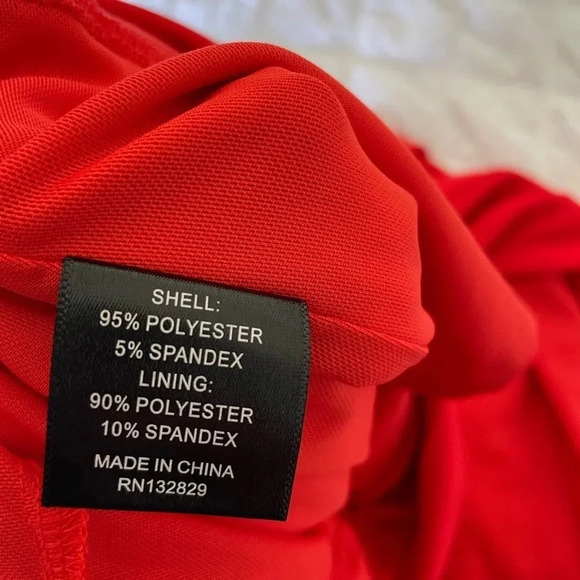 SHELL:
95% POLYESTER
5% SPANDEX
LINING:
90% POLYESTER
10% SPANDEX
MADE IN CHINA
RN132829